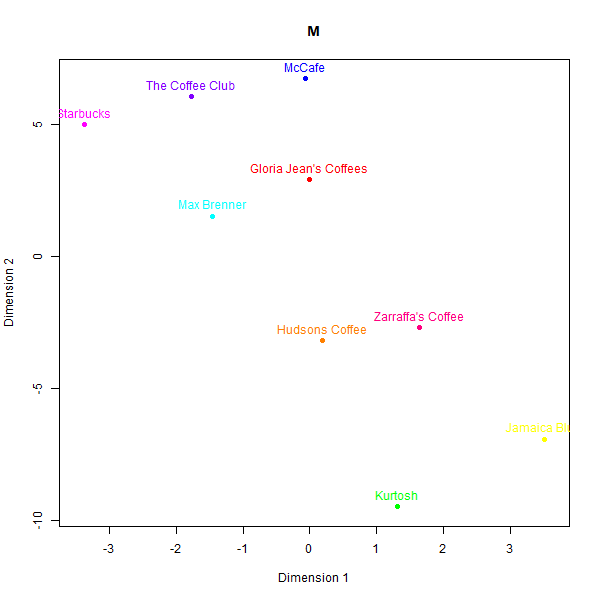 M
McCafe
The Coffee Club
Starbucks
Gloria Jean's Coffees
Max Brenner
Zarraffa's Coffee
Hudsons Coffee
Jamaica Bl
Kurtosh
5
0
-5
-10
Dimension 2
-3 -2 -1 0 1 2 3
Dimension 1